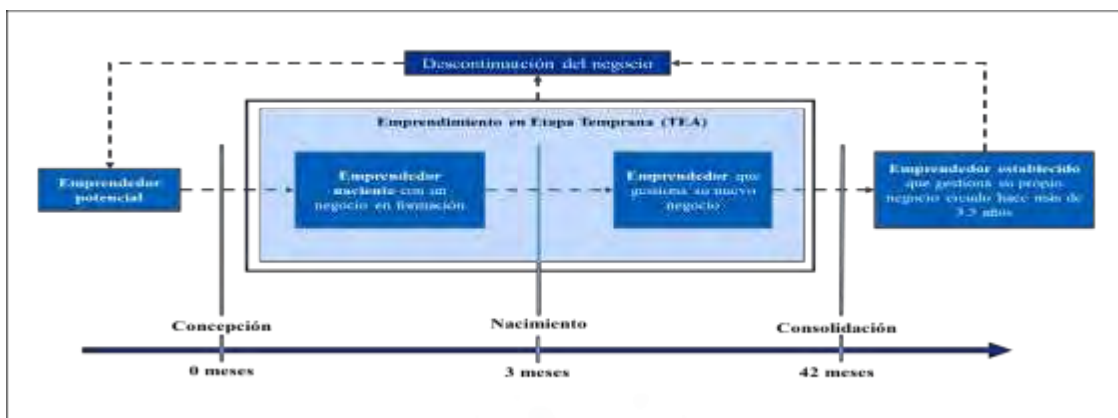 Descontinuación del negocio
Emprendimiento en Etapa Temprana (TEA)
Emprendedor
potencial
Emprendedor
naciente con un
negocio en formación
Emprendedor que
gestiona su nuevo
negocio
Emprendedor establecido
que gestiona su propio
negocio creado hace más de
3.5 años
Concepción
Nacimiento
Consolidación
0 meses
3 meses
42 meses